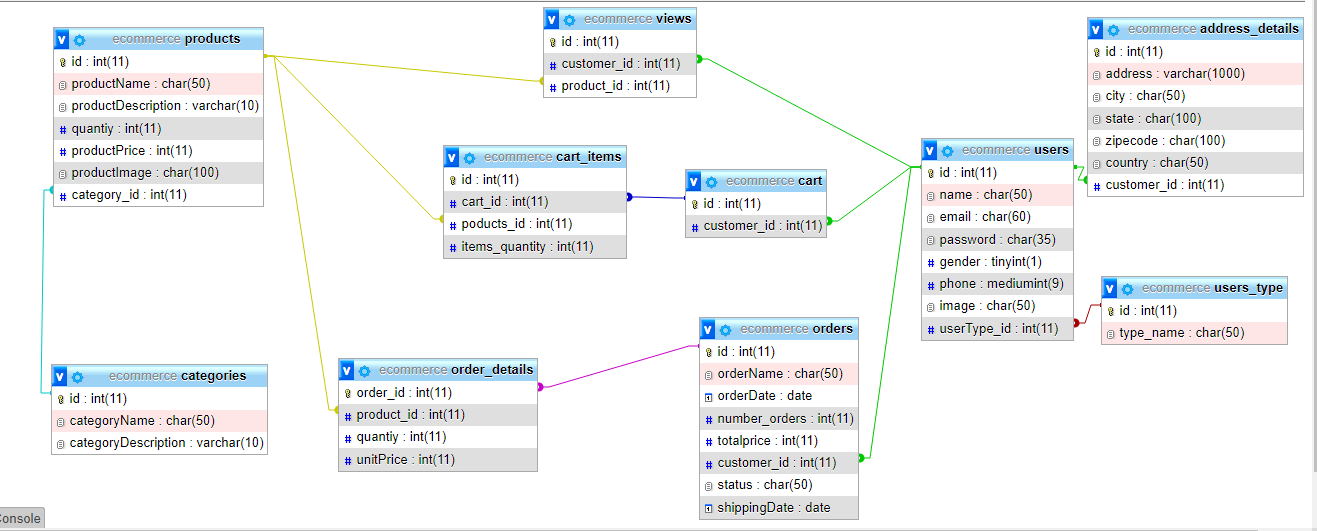 ecommerce products
id : int(11)
productName : char(50)
productDescription : varchar(10)
quantiy : int(11)
productPrice : int(11)
productImage : char(100)
category_id : int(11)
ecommerce views
id : int(11)
customer_id : int(11)
product_id : int(11)
ecommerce address_details
id : int(11)
address : varchar(1000)
city : char(50)
state : char(100)
zipecode : char(100)
country : char(50)
customer_id : int(11)
ecommerce cart_items
id : int(11)
cart_id : int(11)
poducts_id : int(11)
items_quantity : int(11)
ecommerce cart
id : int(11)
customer_id : int(11)
ecommerce users
id : int(11)
name : char(50)
email : char(60)
password : char(35)
gender : tinyint(1)
phone : mediumint(9)
image : char(50)
userType_id : int(11)
ecommerce users_type
id : int(11)
type_name : char(50)
ecommerce categories
id : int(11)
categoryName : char(50)
categoryDescription : varchar(10)
ecommerce order_details
order_id : int(11)
product_id : int(11)
quantiy : int(11)
unitPrice : int(11)
ecommerce orders
id : int(11)
orderName : char(50)
orderDate : date
number_orders : int(11)
totalprice : int(11)
customer_id : int(11)
status : char(50)
shippingDate : date
Console